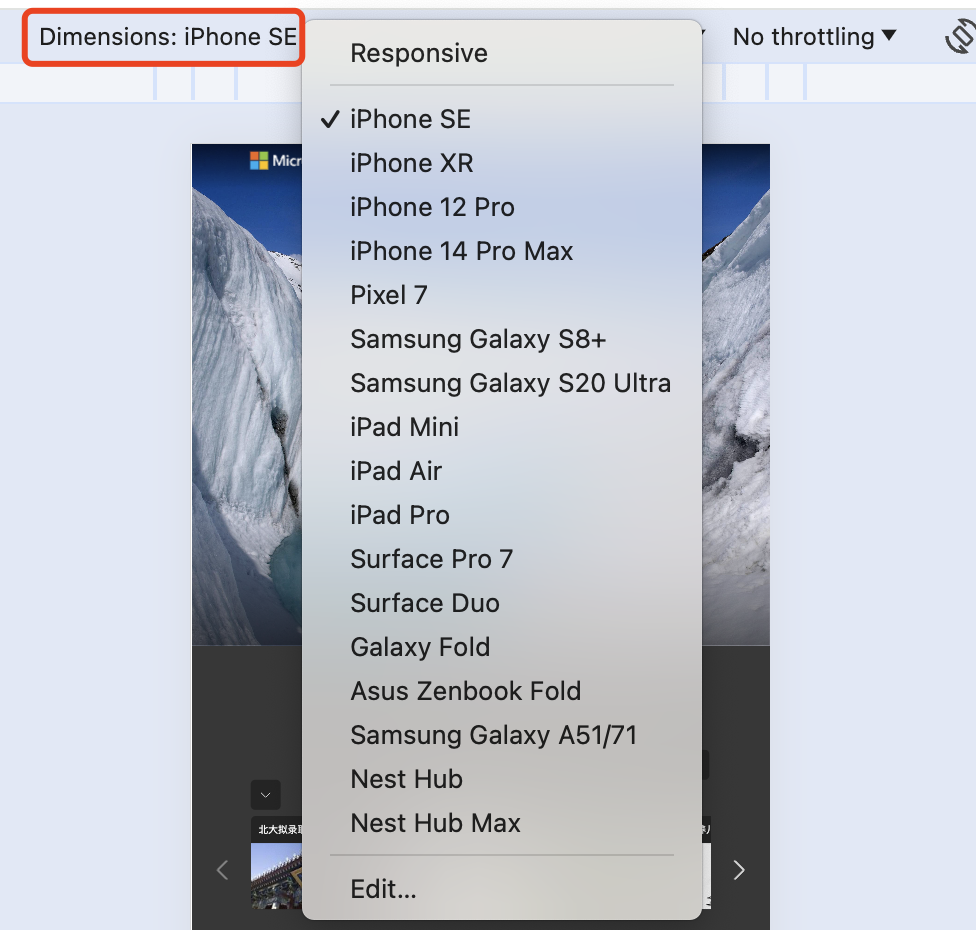 Dimensions: iPhone SE
No throttling
Responsive
✓ iPhone SE
iPhone XR
iPhone 12 Pro
iPhone 14 Pro Max
Pixel 7
Samsung Galaxy S8+
Samsung Galaxy S20 Ultra
iPad Mini
iPad Air
iPad Pro
Surface Pro 7
Surface Duo
Galaxy Fold
Asus Zenbook Fold
Samsung Galaxy A51/71
Nest Hub
Nest Hub Max
Edit...
Micr
北大拟录